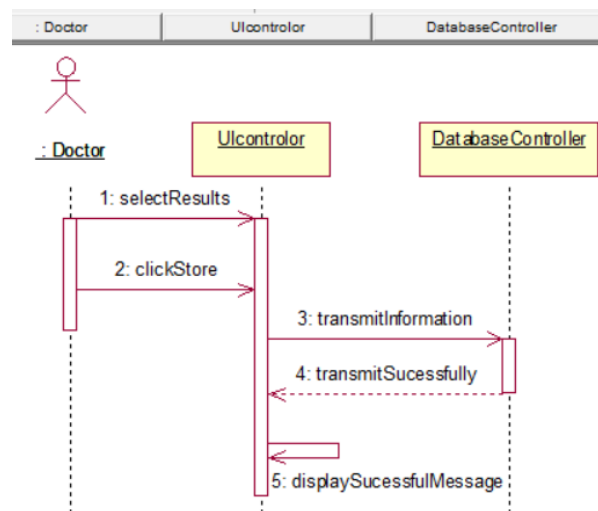 : Doctor
UIcontrolor
DatabaseController
: Doctor
UIcontrolor
DatabaseController
1: selectResults
2: clickStore
3: transmitInformation
4: transmitSucessfully
5: displaySucessfulMessage